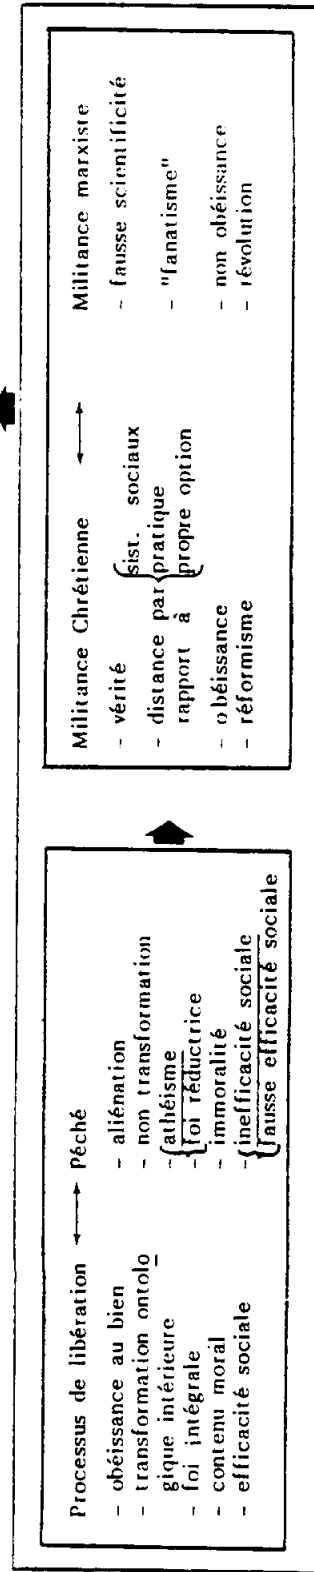 Processus de libération ⟷ Péché
- obéissance au bien - aliénation
- transformation ontolo - non transformation
gique intérieure - {athéisme
- foi intégrale {foi réductrice
- contenu moral - immoralité
- efficacité sociale - {inefficacité sociale
{fausse efficacité sociale
Militance Chrétienne ⟷ Militance marxiste
- vérité - fausse scientificité
{sist. sociaux
- distance par {pratique - "fanatisme"
rapport à {propre option
- obéissance - non obéissance
- réformisme - révolution